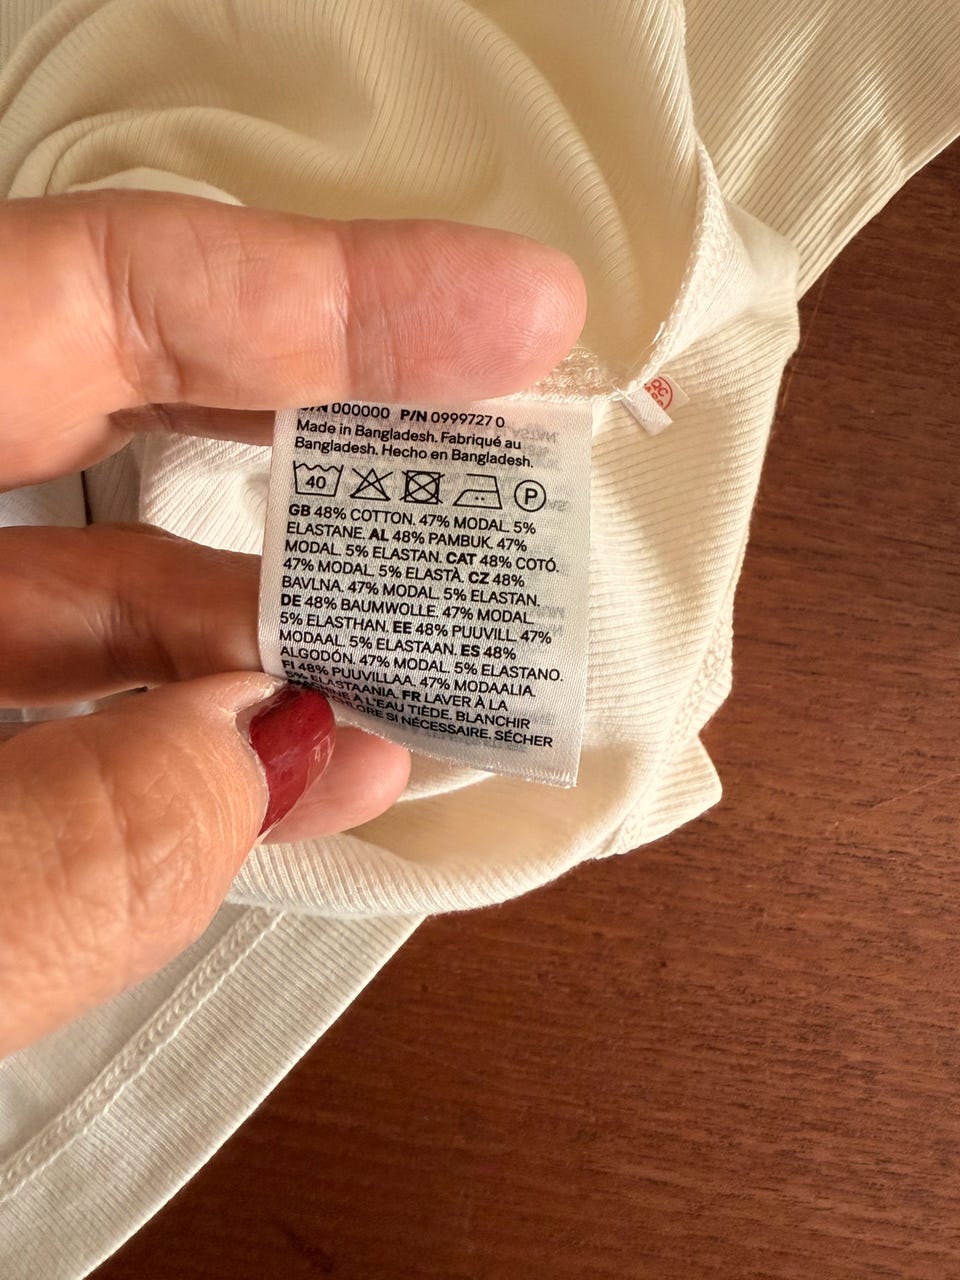 000000 P/N 0999727 0
Made in Bangladesh. Fabriqué au
Bangladesh. Hecho en Bangladesh.
40 P
GB 48% COTTON. 47% MODAL. 5%
ELASTANE. AL 48% PAMBUK. 47%
MODAL. 5% ELASTAN. CAT 48% COTÓ.
47% MODAL. 5% ELASTÀ. CZ 48%
BAVLNA. 47% MODAL. 5% ELASTAN.
DE 48% BAUMWOLLE. 47% MODAL.
5% ELASTHAN. EE 48% PUUVILL. 47%
MODAAL. 5% ELASTAAN. ES 48%
ALGODÓN. 47% MODAL. 5% ELASTANO.
FI 48% PUUVILLAA. 47% MODAALIA.
5% ELASTAANIA. FR LAVER À LA
À L'EAU TIÈDE. BLANCHIR
SI NÉCESSAIRE. SÉCHER
QC